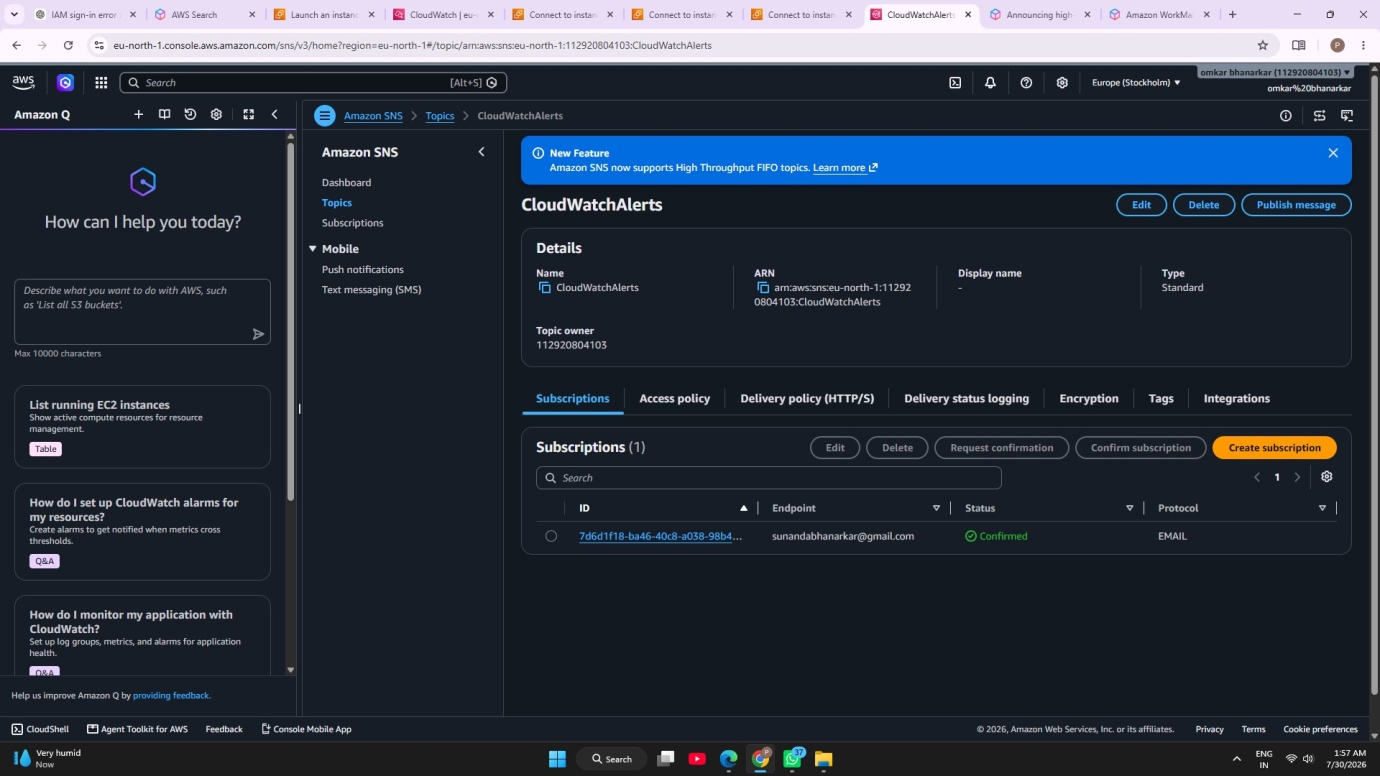 IAM sign-in error
AWS Search
Launch an instanc
CloudWatch | eu-
Connect to instan
Connect to instan
Connect to instan
CloudWatchAlerts
Announcing high-
Amazon WorkMa
eu-north-1.console.aws.amazon.com/sns/v3/home?region=eu-north-1#/topic/arn:aws:sns:eu-north-1:112920804103:CloudWatchAlerts
P
aws
Search
[Alt+S]
Europe (Stockholm)
omkar bhanarkar (112920804103)
omkar%20bhanarkar
Amazon Q
Amazon SNS
Topics
CloudWatchAlerts
How can I help you today?
Describe what you want to do with AWS, such
as 'List all S3 buckets'.
Max 10000 characters
List running EC2 instances
Show active compute resources for resource
management.
Table
How do I set up CloudWatch alarms for
my resources?
Create alarms to get notified when metrics cross
thresholds.
Q&A
How do I monitor my application with
CloudWatch?
Set up log groups, metrics, and alarms for application
health.
Q&A
Help us improve Amazon Q by providing feedback.
Amazon SNS
Dashboard
Topics
Subscriptions
Mobile
Push notifications
Text messaging (SMS)
New Feature
Amazon SNS now supports High Throughput FIFO topics. Learn more
CloudWatchAlerts
Edit
Delete
Publish message
Details
Name
CloudWatchAlerts
ARN
arn:aws:sns:eu-north-1:11292
0804103:CloudWatchAlerts
Display name
-
Type
Standard
Topic owner
112920804103
Subscriptions
Access policy
Delivery policy (HTTP/S)
Delivery status logging
Encryption
Tags
Integrations
Subscriptions (1)
Edit
Delete
Request confirmation
Confirm subscription
Create subscription
Search
1
ID
Endpoint
Status
Protocol
7d6d1f18-ba46-40c8-a038-98b4...
sunandabhanarkar@gmail.com
Confirmed
EMAIL
CloudShell
Agent Toolkit for AWS
Feedback
Console Mobile App
© 2026, Amazon Web Services, Inc. or its affiliates.
Privacy
Terms
Cookie preferences
Very humid
Now
Search
P
37
ENG
IN
1:57 AM
7/30/2026